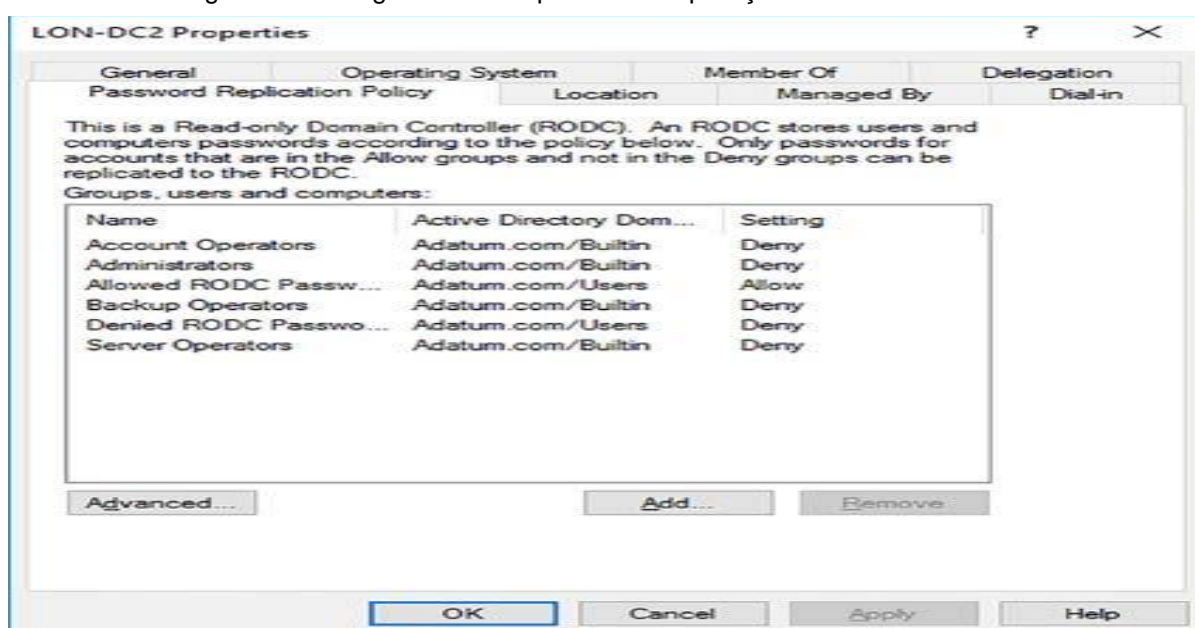 LON-DC2 Properties ? ×
General Operating System Member Of Delegation
Password Replication Policy Location Managed By Dial-in
This is a Read-only Domain Controller (RODC). An RODC stores users and
computers passwords according to the policy below. Only passwords for
accounts that are in the Allow groups and not in the Deny groups can be
replicated to the RODC.
Groups, users and computers:
Name Active Directory Dom... Setting
Account Operators Adatum.com/Builtin Deny
Administrators Adatum.com/Builtin Deny
Allowed RODC Passw... Adatum.com/Users Allow
Backup Operators Adatum.com/Builtin Deny
Denied RODC Passwo... Adatum.com/Users Deny
Server Operators Adatum.com/Builtin Deny
Advanced... Add... Remove
OK Cancel Apply Help